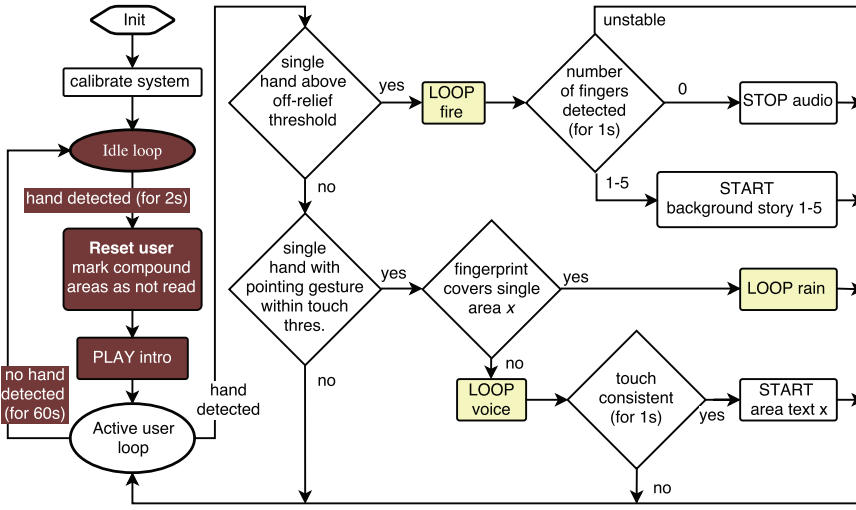 Init
calibrate system
Idle loop
hand detected (for 2s)
Reset user
mark compound
areas as not read
PLAY intro
no hand
detected
(for 60s)
Active user
loop
hand
detected
single
hand above
off-relief
threshold
yes
no
LOOP
fire
unstable
number
of fingers
detected
(for 1s)
0
STOP audio
1-5
START
background story 1-5
single
hand with
pointing gesture
within touch
thres.
yes
no
fingerprint
covers single
area x
yes
LOOP rain
no
LOOP
voice
touch
consistent
(for 1s)
yes
START
area text x
no